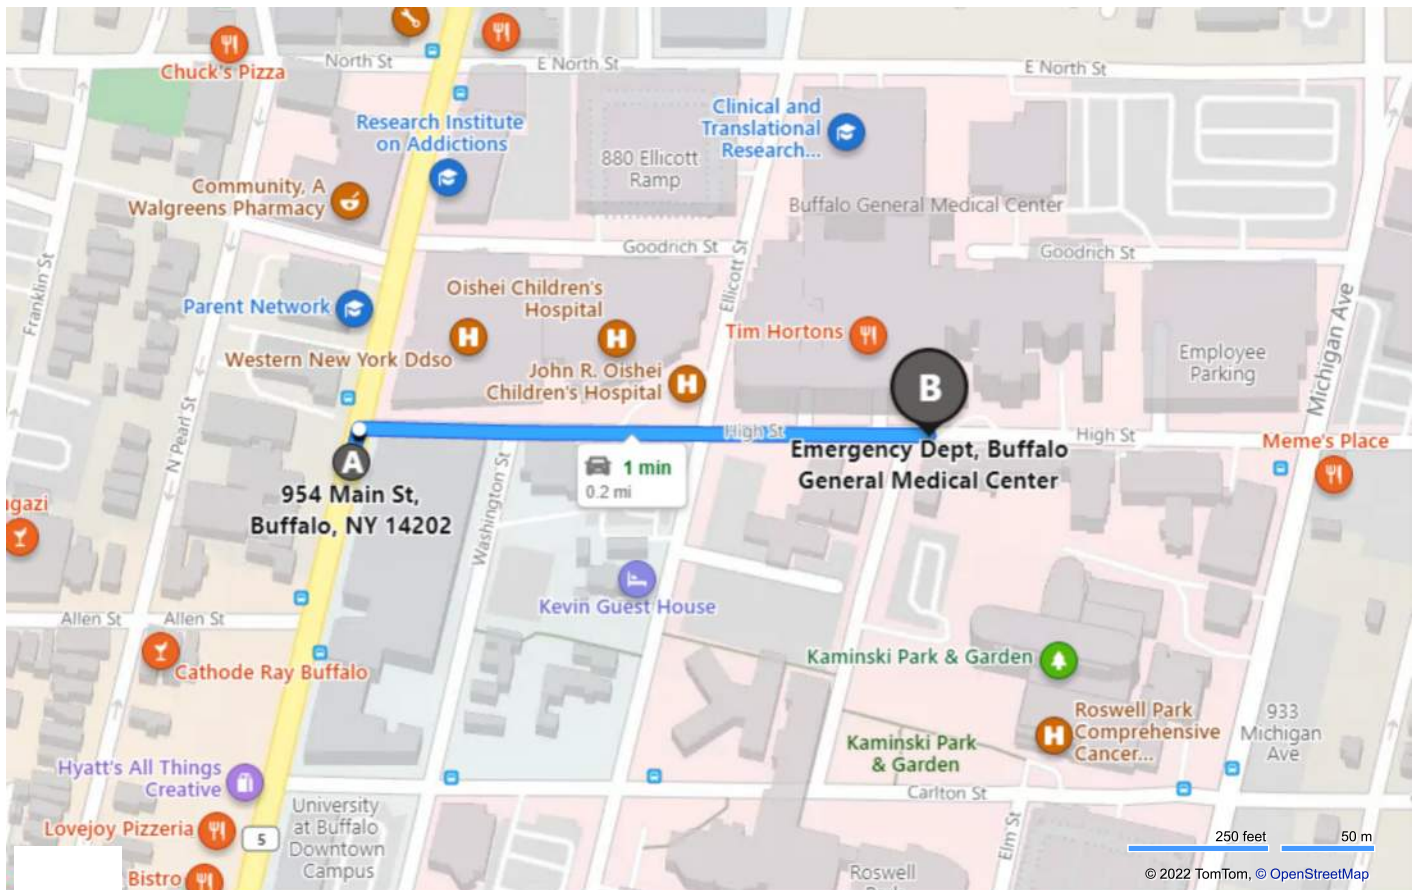 North St
E North St
E North St
Chuck's Pizza
Research Institute
on Addictions
Clinical and
Translational
Research...
880 Ellicott
Ramp
Community, A
Walgreens Pharmacy
Buffalo General Medical Center
Goodrich St
Goodrich St
Franklin St
Ellicott St
Michigan Ave
Parent Network
Oishei Children's
Hospital
Western New York Ddso
Tim Hortons
John R. Oishei
Children's Hospital
Employee
Parking
N Pearl St
B
High St
High St
Meme's Place
A
954 Main St,
Buffalo, NY 14202
1 min
0.2 mi
Emergency Dept, Buffalo
General Medical Center
Washington St
gazi
Kevin Guest House
Allen St
Allen St
Cathode Ray Buffalo
Kaminski Park & Garden
Kaminski Park
& Garden
Roswell Park
Comprehensive
Cancer...
933
Michigan
Ave
Hyatt's All Things
Creative
Carlton St
University
at Buffalo
Downtown
Campus
Lovejoy Pizzeria
5
Elm St
250 feet
50 m
Bistro
Roswell
© 2022 TomTom, © OpenStreetMap